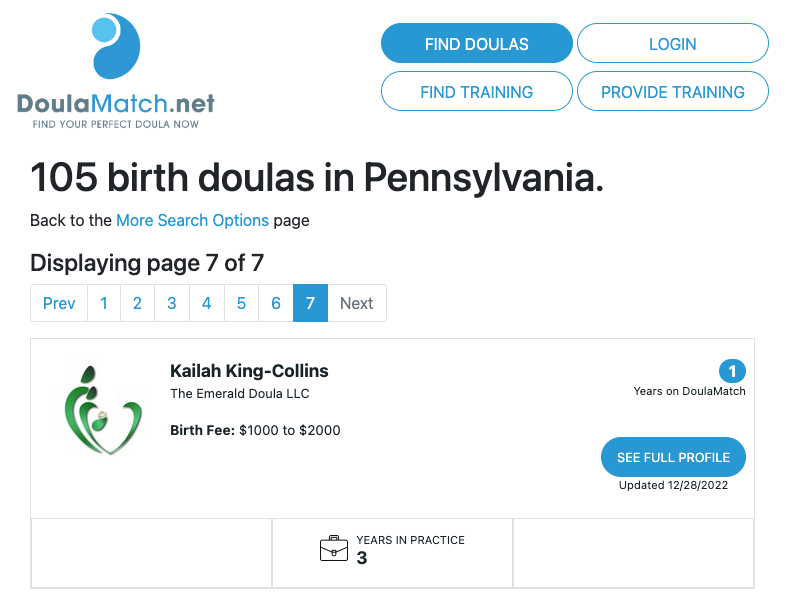 FIND DOULAS
LOGIN
FIND TRAINING
PROVIDE TRAINING
DoulaMatch.net
FIND YOUR PERFECT DOULA NOW
105 birth doulas in Pennsylvania.
Back to the More Search Options page
Displaying page 7 of 7
Prev 1 2 3 4 5 6 7 Next
Kailah King-Collins
The Emerald Doula LLC
Birth Fee: $1000 to $2000
1
Years on DoulaMatch
SEE FULL PROFILE
Updated 12/28/2022
YEARS IN PRACTICE
3